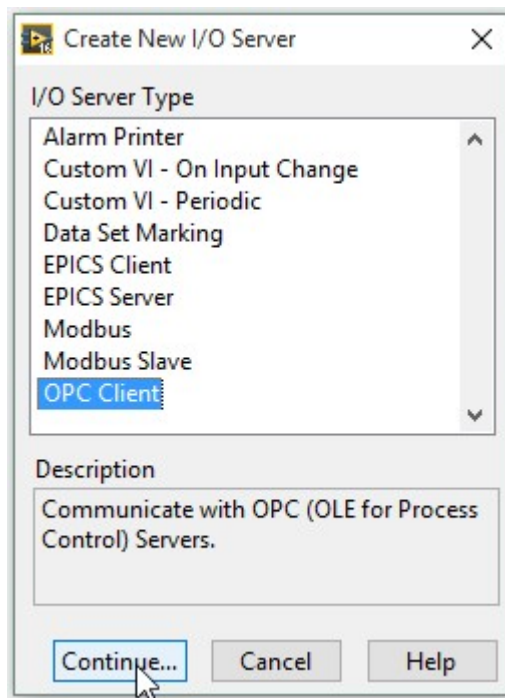 Create New I/O Server
I/O Server Type
Alarm Printer
Custom VI - On Input Change
Custom VI - Periodic
Data Set Marking
EPICS Client
EPICS Server
Modbus
Modbus Slave
OPC Client
Description
Communicate with OPC (OLE for Process
Control) Servers.
Continue... Cancel Help